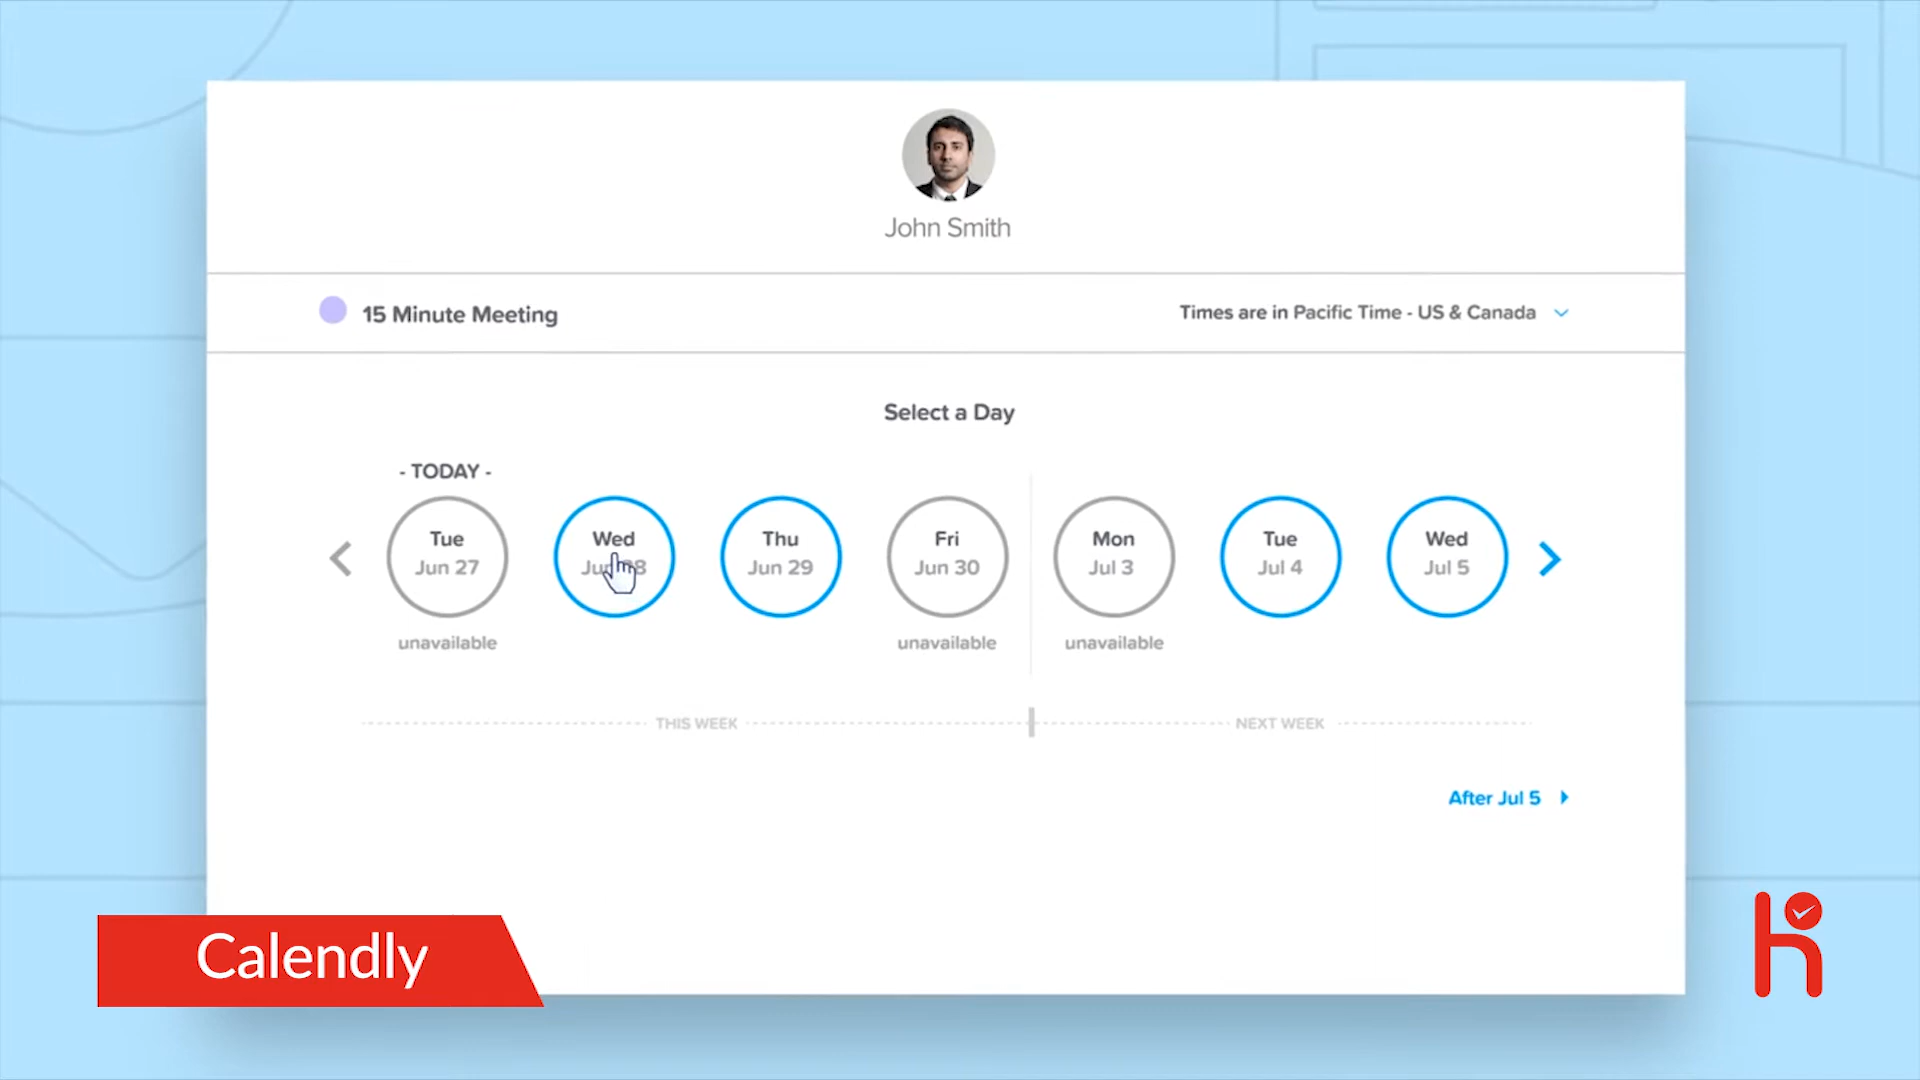 John Smith
15 Minute Meeting
Times are in Pacific Time - US & Canada
Select a Day
- TODAY -
Tue
Jun 27
unavailable
Wed
Thu
Jun 29
Fri
Jun 30
unavailable
Mon
Jul 3
unavailable
Tue
Jul 4
Wed
Jul 5
THIS WEEK
NEXT WEEK
After Jul 5
Calendly
h